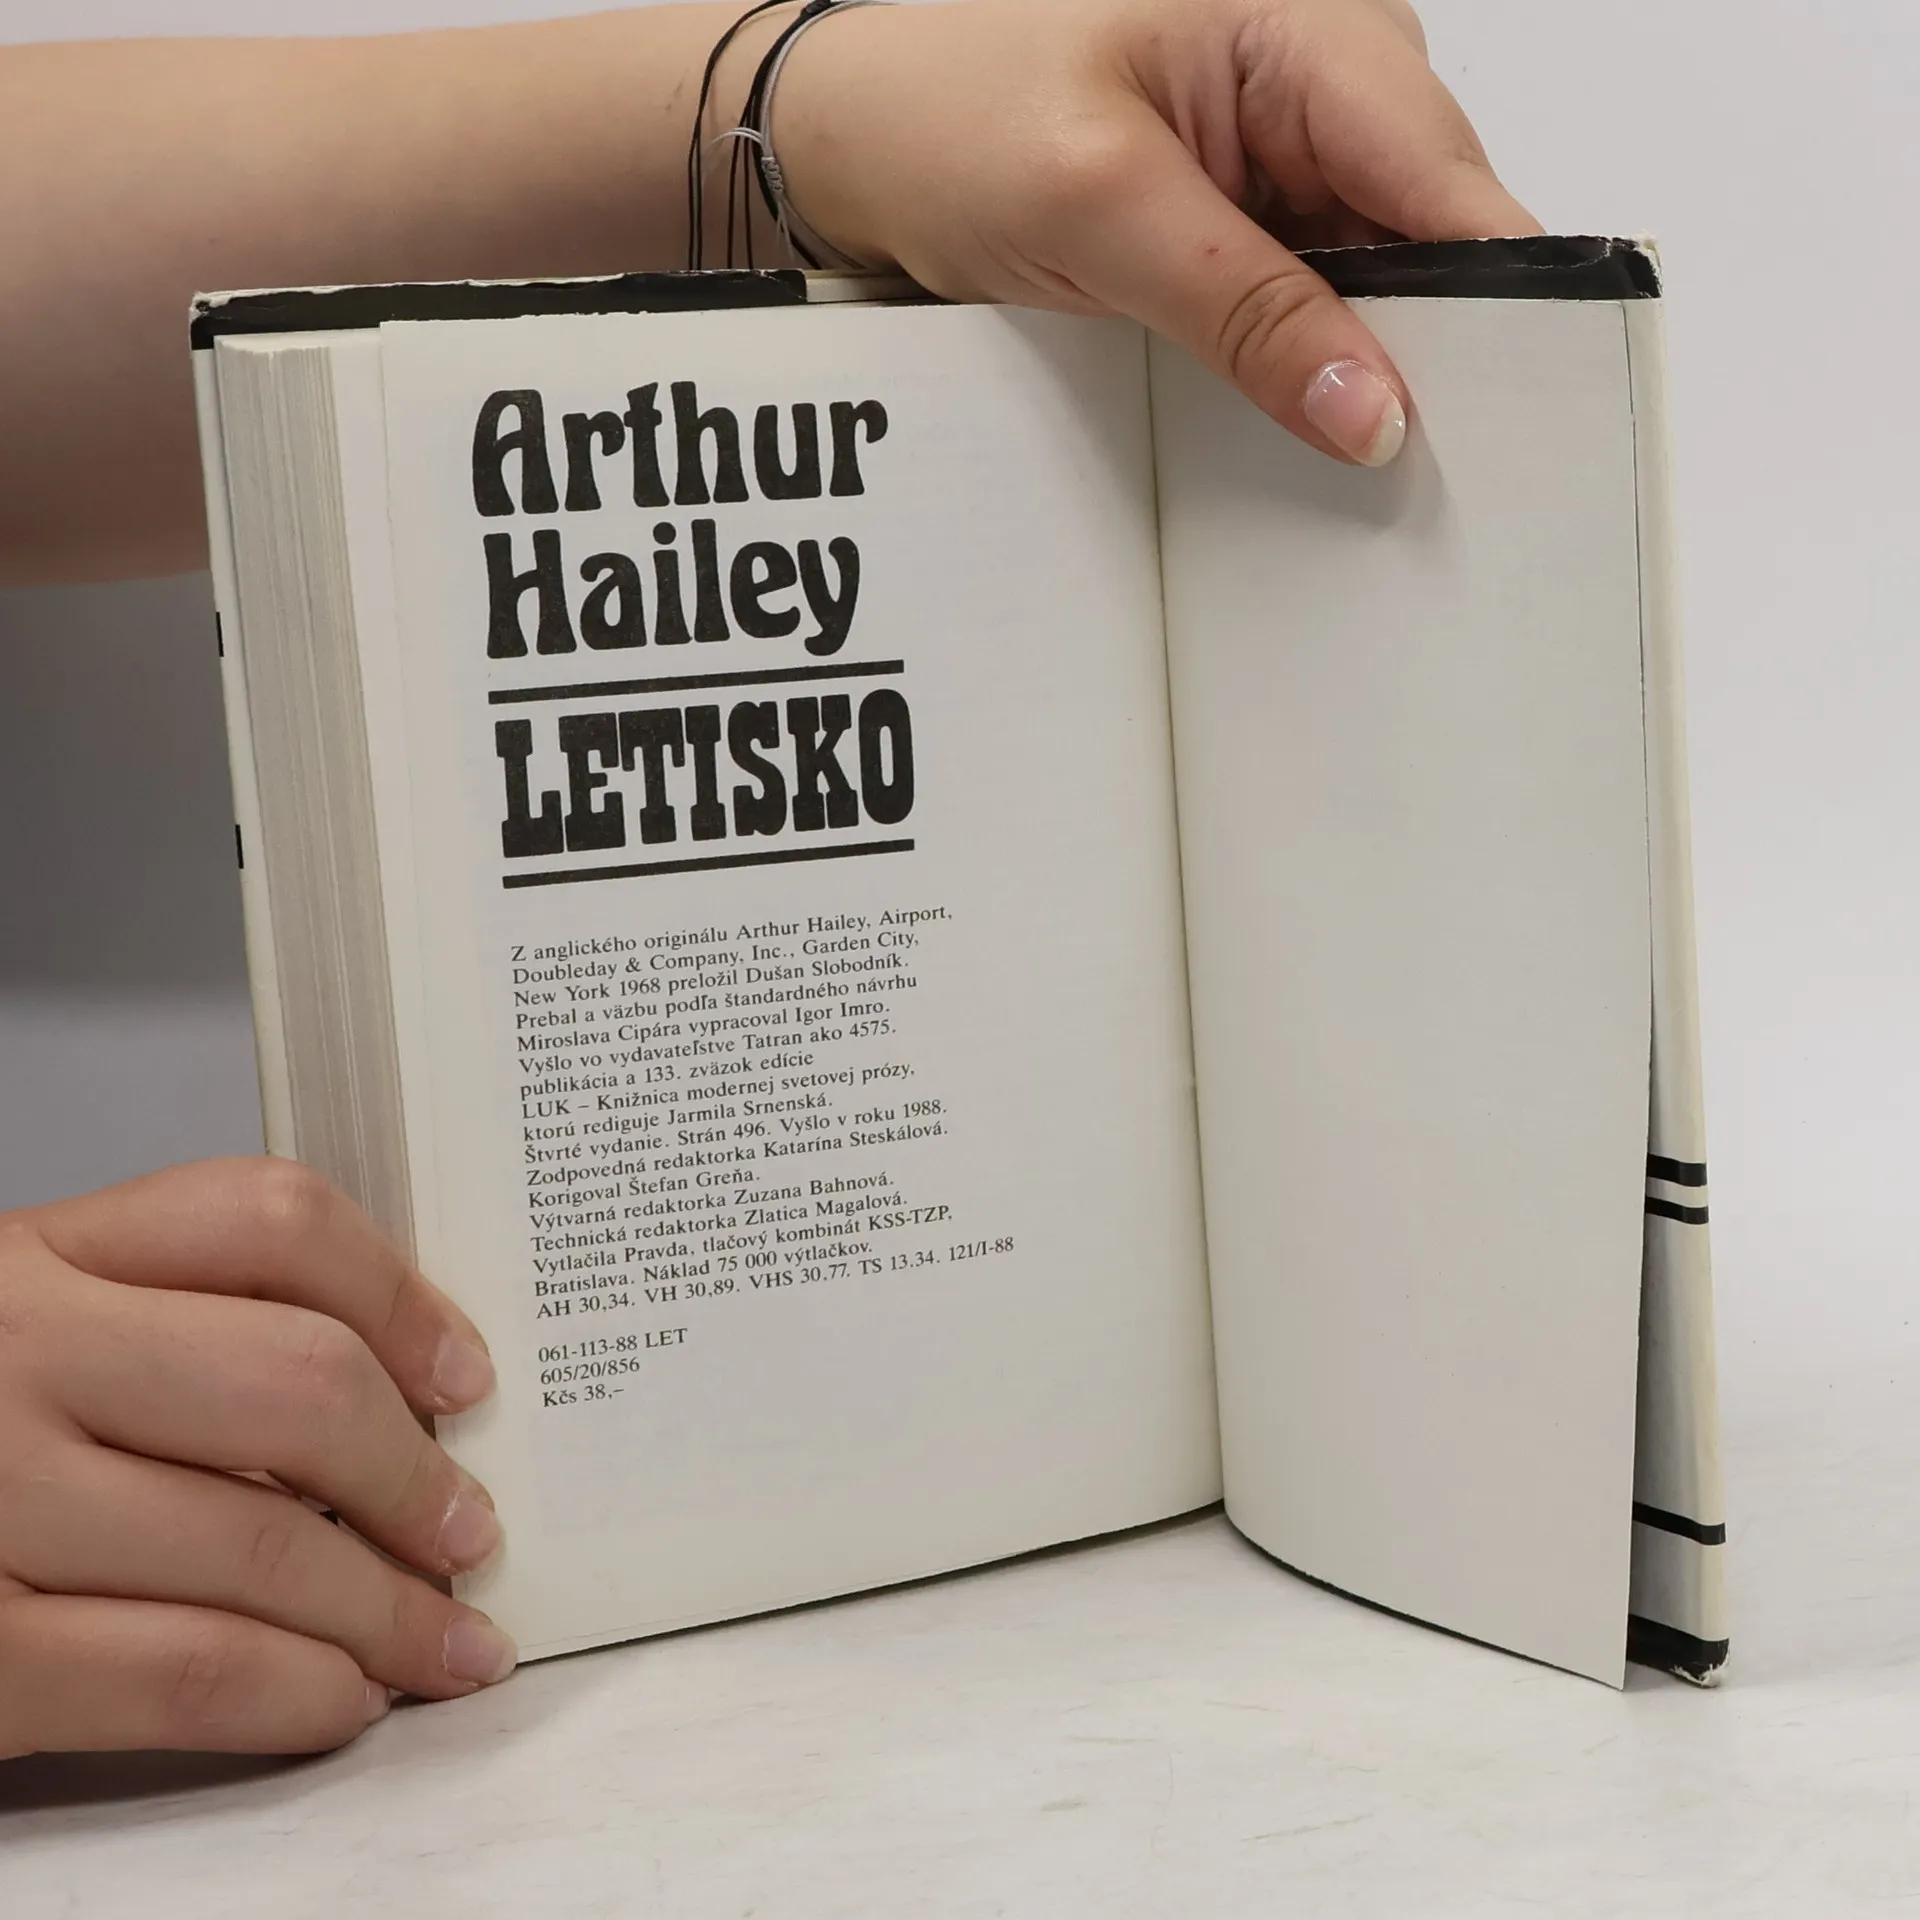 Arthur
Hailey
LETISKO
Z anglického originálu Arthur Hailey, Airport,
Doubleday & Company, Inc., Garden City,
New York 1968 preložil Dušan Slobodník.
Prebal a väzbu podľa štandardného návrhu
Miroslava Cipára vypracoval Igor Imro.
Vyšlo vo vydavateľstve Tatran ako 4575.
publikácia a 133. zväzok edície
LUK – Knižnica modernej svetovej prózy,
ktorú rediguje Jarmila Srnenská.
Štvrté vydanie. Strán 496. Vyšlo v roku 1988.
Zodpovedná redaktorka Katarína Steskálová.
Korigoval Štefan Greňa.
Výtvarná redaktorka Zuzana Bahnová.
Technická redaktorka Zlatica Magalová.
Vytlačila Pravda, tlačový kombinát KSS-TZP,
Bratislava. Náklad 75 000 výtlačkov.
AH 30,34. VH 30,89. VHS 30,77. TS 13.34. 121/I-88
061-113-88 LET
605/20/856
Kčs 38,–